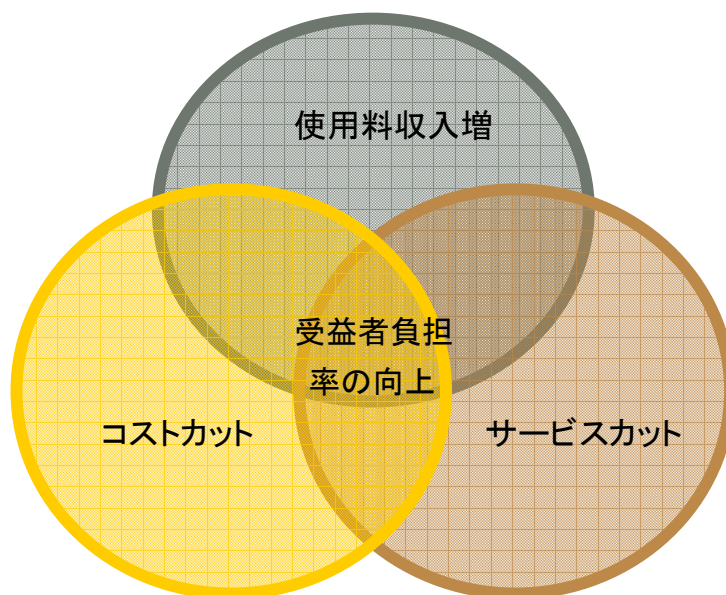 使用料収入増
受益者負担
率の向上
コストカット
サービスカット